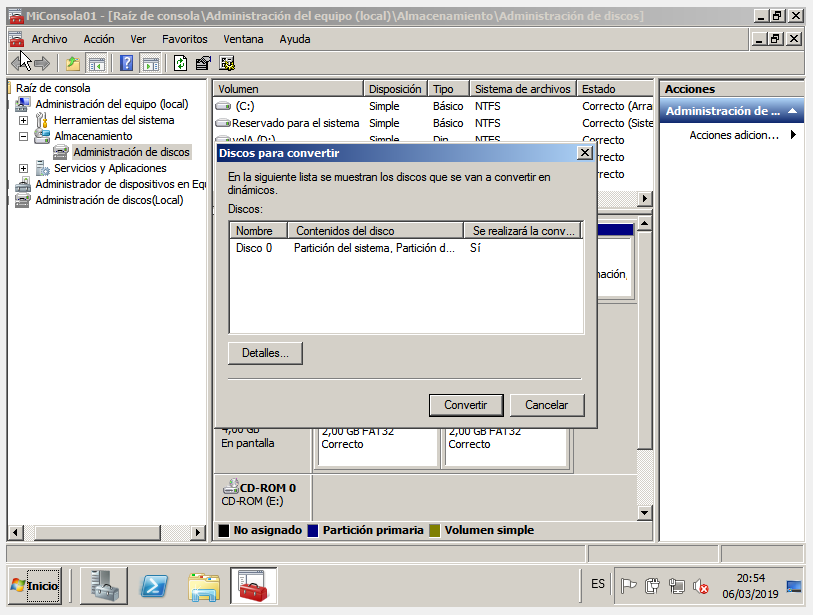 MiConsola01 - [Raíz de consola\Administración del equipo (local)\Almacenamiento\Administración de discos]
Archivo Acción Ver Favoritos Ventana Ayuda
Raíz de consola
Administración del equipo (local)
Herramientas del sistema
Almacenamiento
Administración de discos
Servicios y Aplicaciones
Administrador de dispositivos en Equ
Administración de discos(Local)
Volumen Disposición Tipo Sistema de archivos Estado
(C:) Simple Básico NTFS Correcto (Arra
Reservado para el sistema Simple Básico NTFS Correcto (Siste
volA (D:) Simple Din NTFS Correcto
rrecto
rrecto
Discos para convertir
En la siguiente lista se muestran los discos que se van a convertir en
dinámicos.
Discos:
Nombre Contenidos del disco Se realizará la conv...
Disco 0 Partición del sistema, Partición d... Sí
Detalles...
Convertir Cancelar
mación,
4,00 GB
En pantalla
2,00 GB FAT32
Correcto
2,00 GB FAT32
Correcto
CD-ROM 0
CD-ROM (E:)
No asignado Partición primaria Volumen simple
Acciones
Administración de ...
Acciones adicion...
Inicio
ES
20:54
06/03/2019